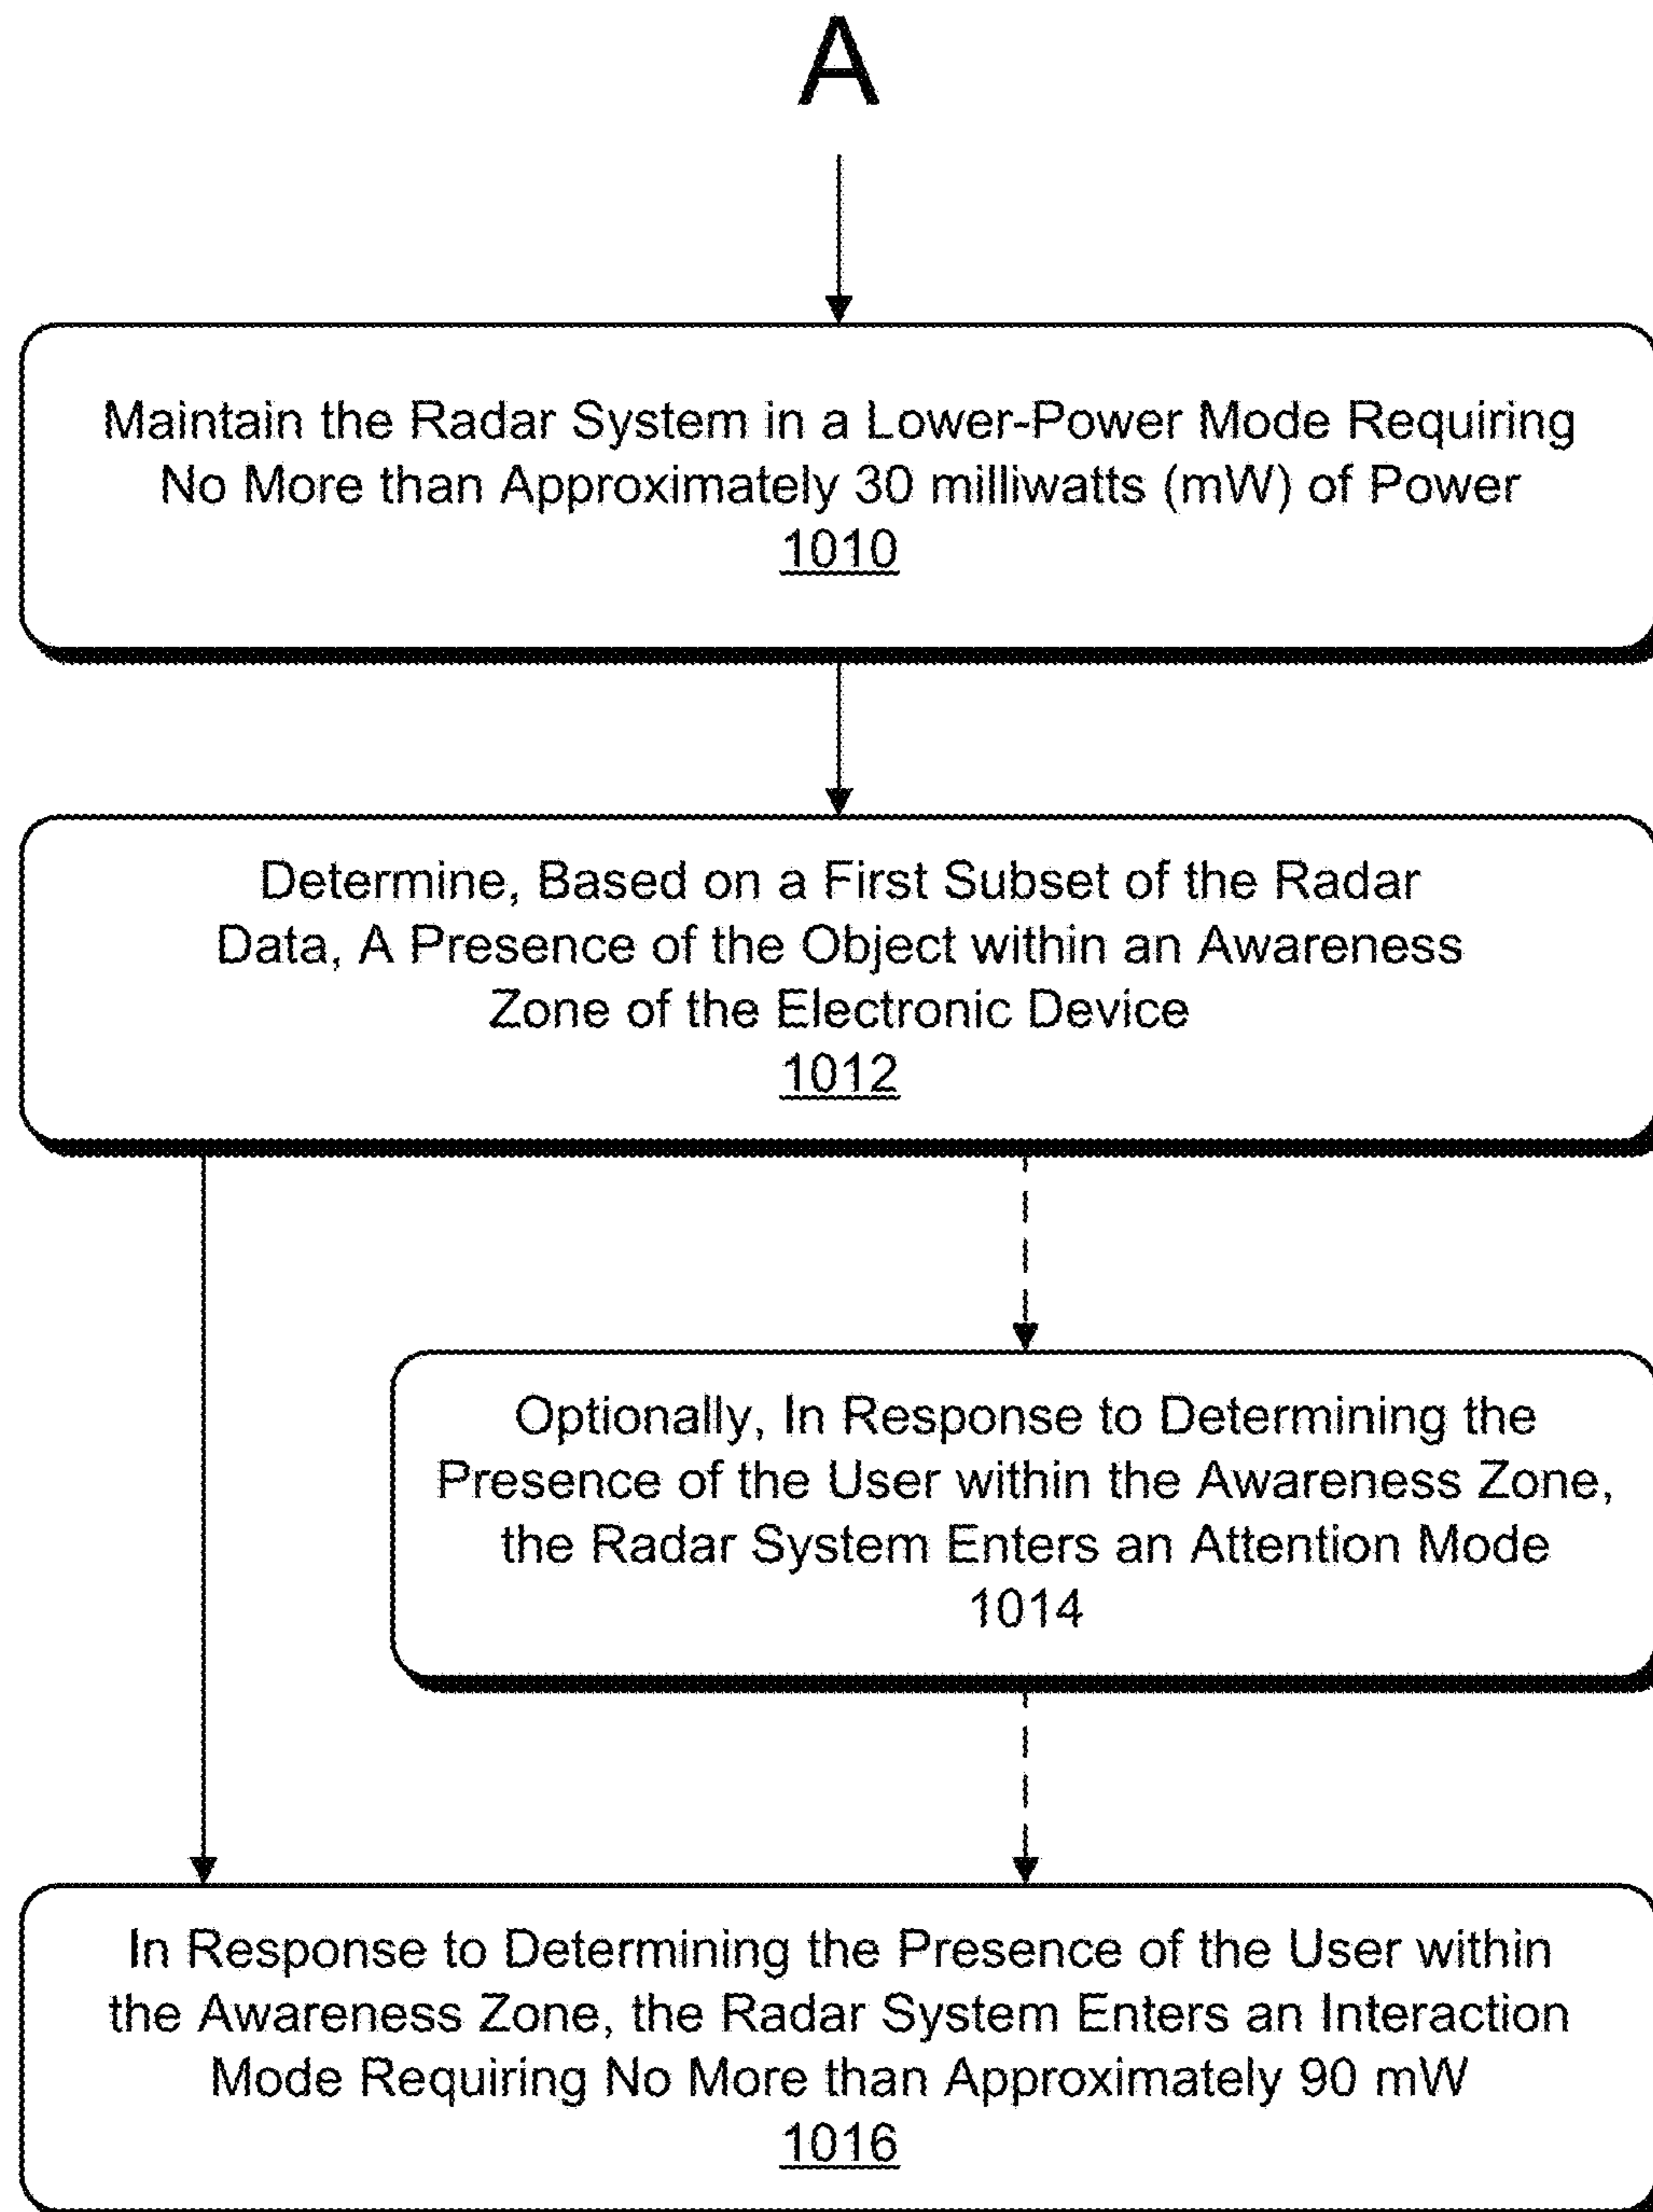 A
Maintain the Radar System in a Lower-Power Mode Requiring
No More than Approximately 30 milliwatts (mW) of Power
1010
Determine, Based on a First Subset of the Radar
Data, A Presence of the Object within an Awareness
Zone of the Electronic Device
1012
Optionally, In Response to Determining the
Presence of the User within the Awareness Zone,
the Radar System Enters an Attention Mode
1014
In Response to Determining the Presence of the User within
the Awareness Zone, the Radar System Enters an Interaction
Mode Requiring No More than Approximately 90 mW
1016